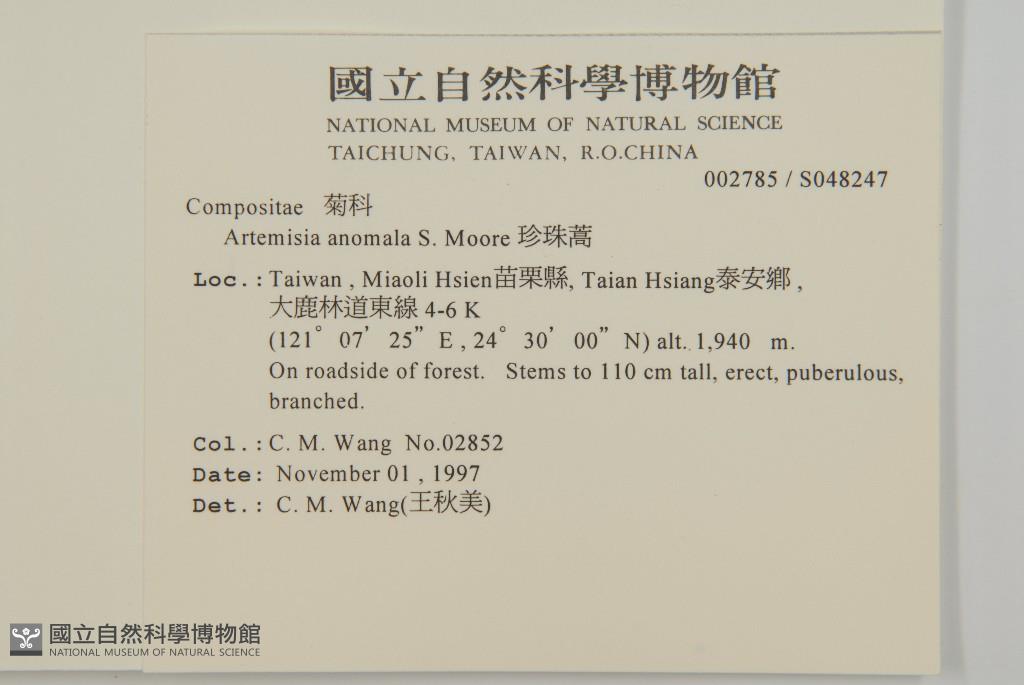 國立自然科學博物館
NATIONAL MUSEUM OF NATURAL SCIENCE
TAICHUNG, TAIWAN, R.O.CHINA
002785 / S048247
Compositae 菊科
Artemisia anomala S. Moore 珍珠蒿
Loc.: Taiwan , Miaoli Hsien苗栗縣, Taian Hsiang泰安鄉 ,
大鹿林道東線 4-6 K
(121° 07’ 25” E , 24° 30’ 00” N) alt. 1,940 m.
On roadside of forest. Stems to 110 cm tall, erect, puberulous,
branched.
Col.: C. M. Wang No.02852
Date: November 01 , 1997
Det.: C. M. Wang(王秋美)
國立自然科學博物館
NATIONAL MUSEUM OF NATURAL SCIENCE